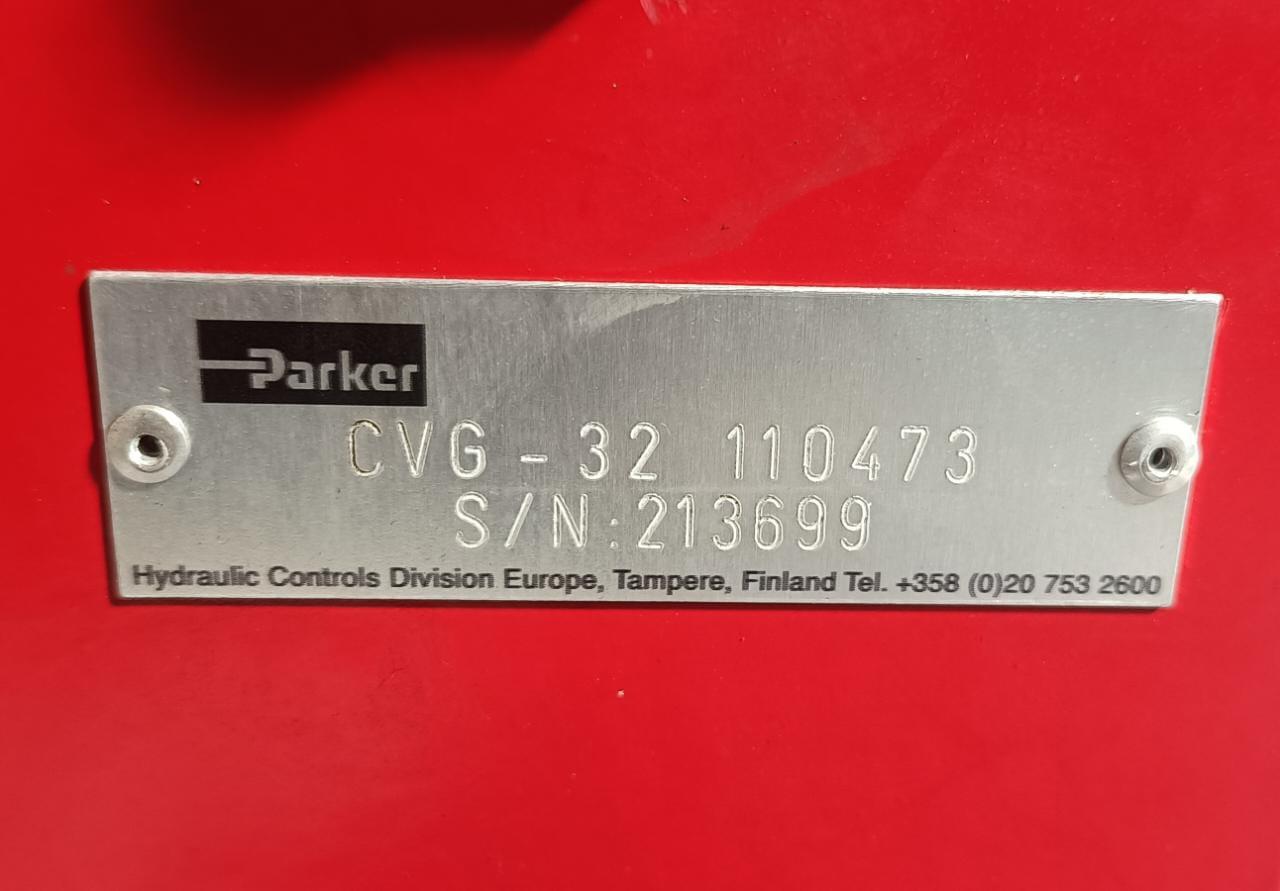 Parker
CVG-32 110473
S/N:213699
Hydraulic Controls Division Europe, Tampere, Finland Tel. +358 (0)20 753 2600